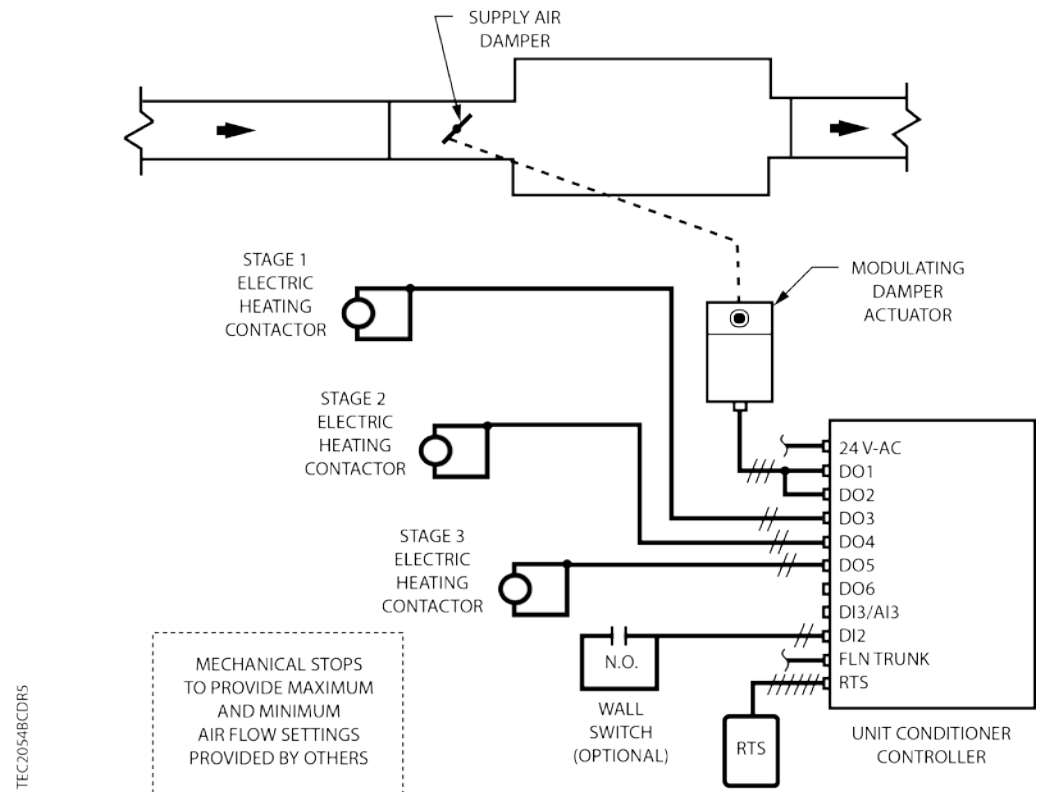 SUPPLY AIR
DAMPER
STAGE 1
ELECTRIC
HEATING
CONTACTOR
MODULATING
DAMPER
ACTUATOR
STAGE 2
ELECTRIC
HEATING
CONTACTOR
STAGE 3
ELECTRIC
HEATING
CONTACTOR
24 V-AC
DO1
DO2
DO3
DO4
DO5
DO6
DI3/AI3
DI2
FLN TRUNK
RTS
N.O.
WALL
SWITCH
(OPTIONAL)
RTS
UNIT CONDITIONER
CONTROLLER
MECHANICAL STOPS
TO PROVIDE MAXIMUM
AND MINIMUM
AIR FLOW SETTINGS
PROVIDED BY OTHERS
TEC2054BCDR5